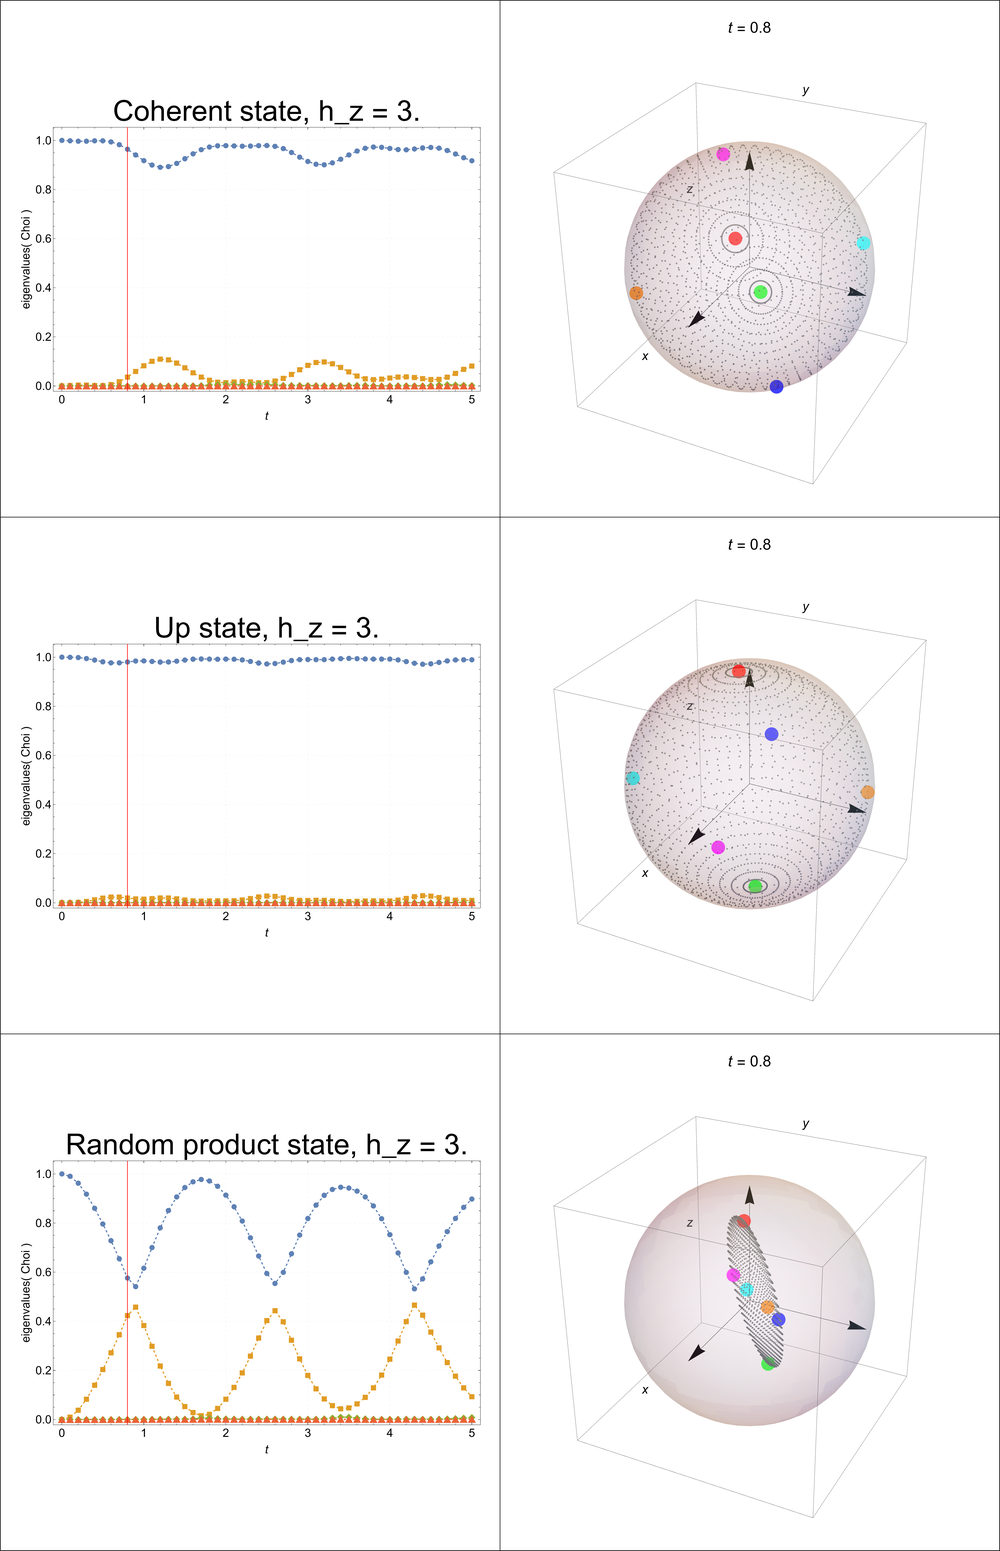 t = 0.8
Coherent state, h_z = 3.
y
z
x
eigenvalues( Choi )
1.0
0.8
0.6
0.4
0.2
0.0
0 1 2 3 4 5
t
t = 0.8
Up state, h_z = 3.
y
z
x
eigenvalues( Choi )
1.0
0.8
0.6
0.4
0.2
0.0
0 1 2 3 4 5
t
t = 0.8
Random product state, h_z = 3.
y
z
x
eigenvalues( Choi )
1.0
0.8
0.6
0.4
0.2
0.0
0 1 2 3 4 5
t